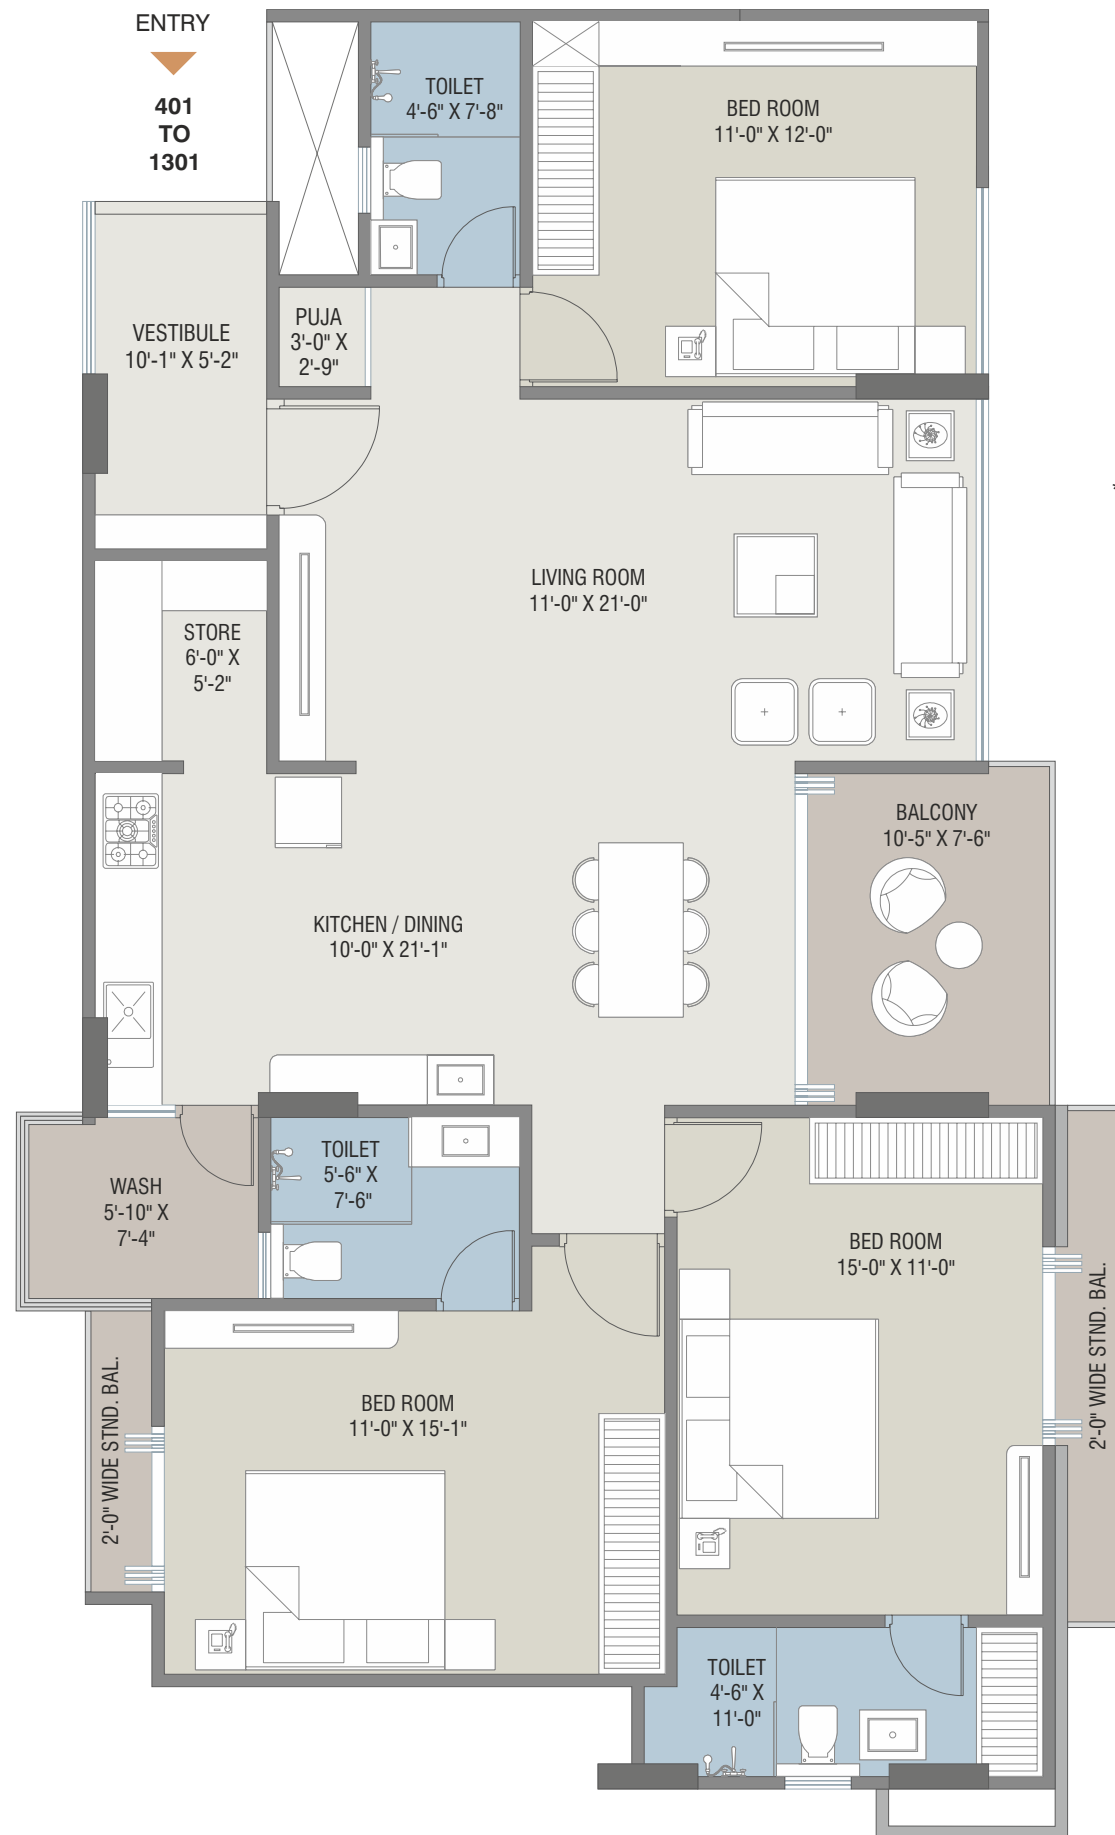 ENTRY
401
TO
1301
TOILET
4'-6" X 7'-8"
BED ROOM
11'-0" X 12'-0"
VESTIBULE
10'-1" X 5'-2"
PUJA
3'-0" X
2'-9"
*
LIVING ROOM
11'-0" X 21'-0"
STORE
6'-0" X
5'-2"
BALCONY
10'-5" X 7'-6"
KITCHEN / DINING
10'-0" X 21'-1"
TOILET
5'-6" X
7'-6"
WASH
5'-10" X
7'-4"
BED ROOM
15'-0" X 11'-0"
2'-0" WIDE STND. BAL.
2'-0" WIDE STND. BAL.
BED ROOM
11'-0" X 15'-1"
TOILET
4'-6" X
11'-0"